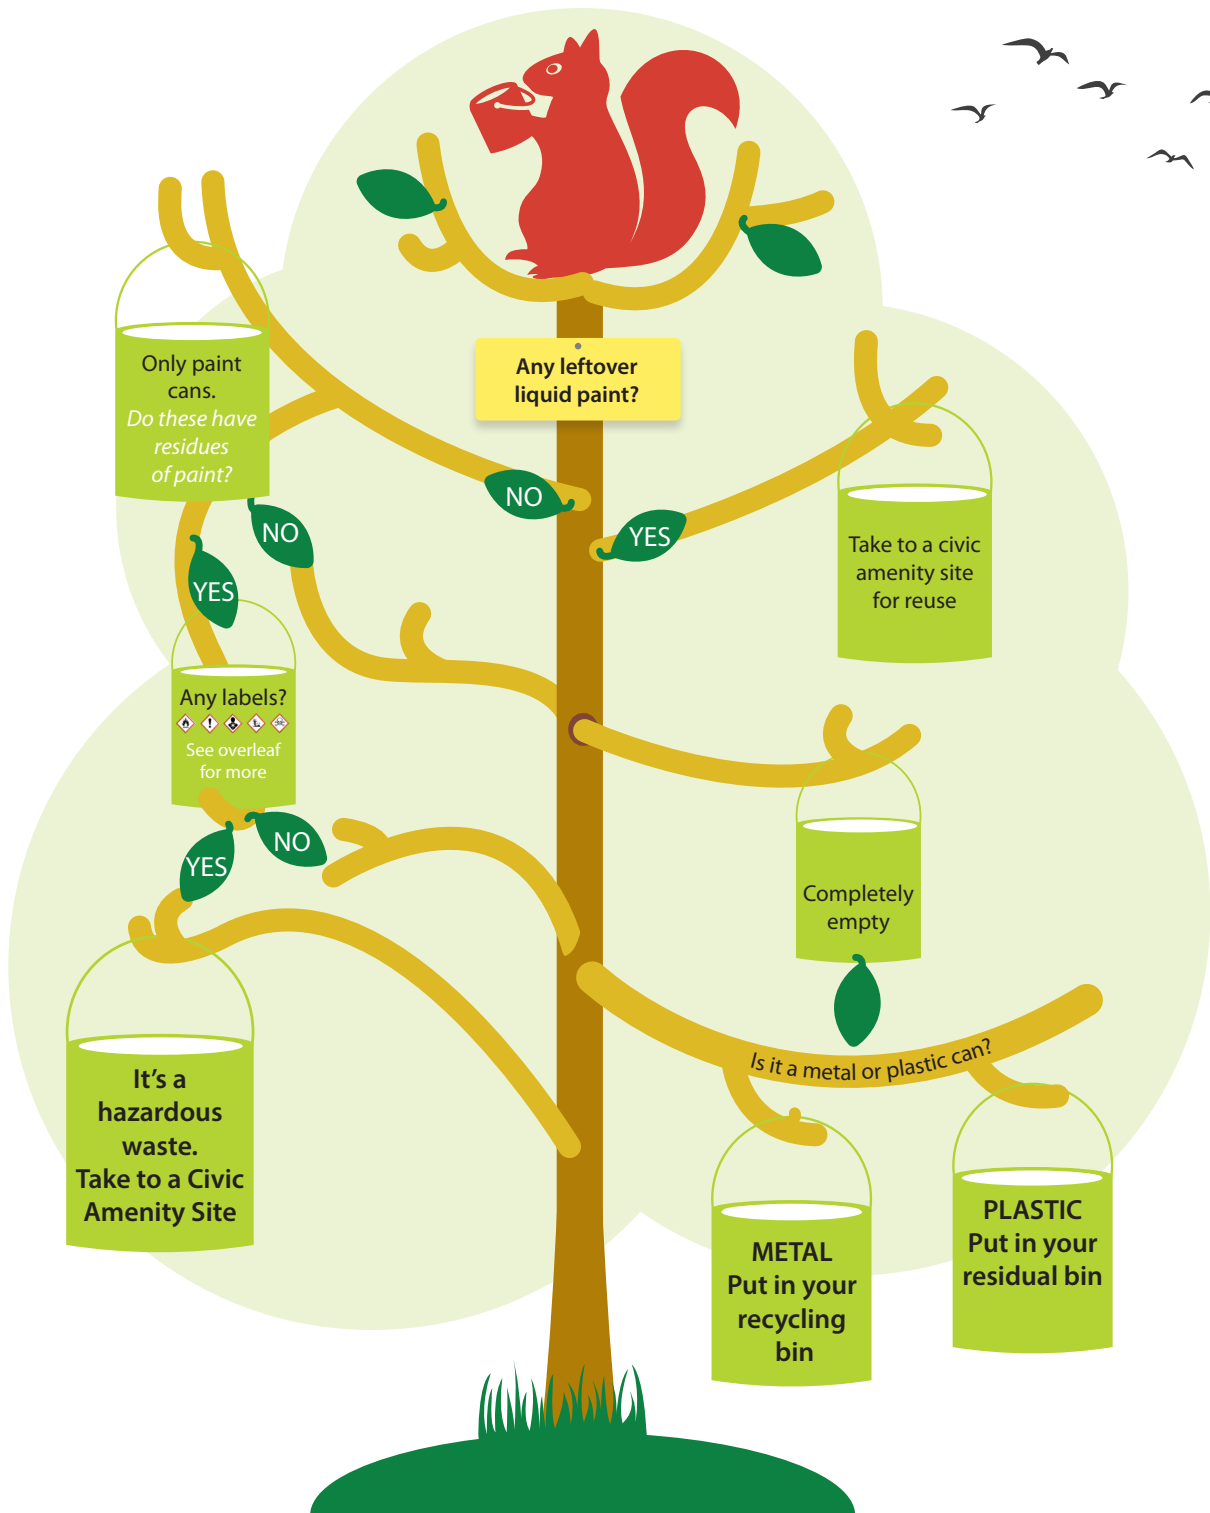 Any leftover
liquid paint?
Only paint
cans.
Do these have
residues
of paint?
NO
YES
NO
YES
Take to a civic
amenity site
for reuse
Any labels?
See overleaf
for more
YES
NO
Completely
empty
Is it a metal or plastic can?
It’s a
hazardous
waste.
Take to a Civic
Amenity Site
METAL
Put in your
recycling
bin
PLASTIC
Put in your
residual bin